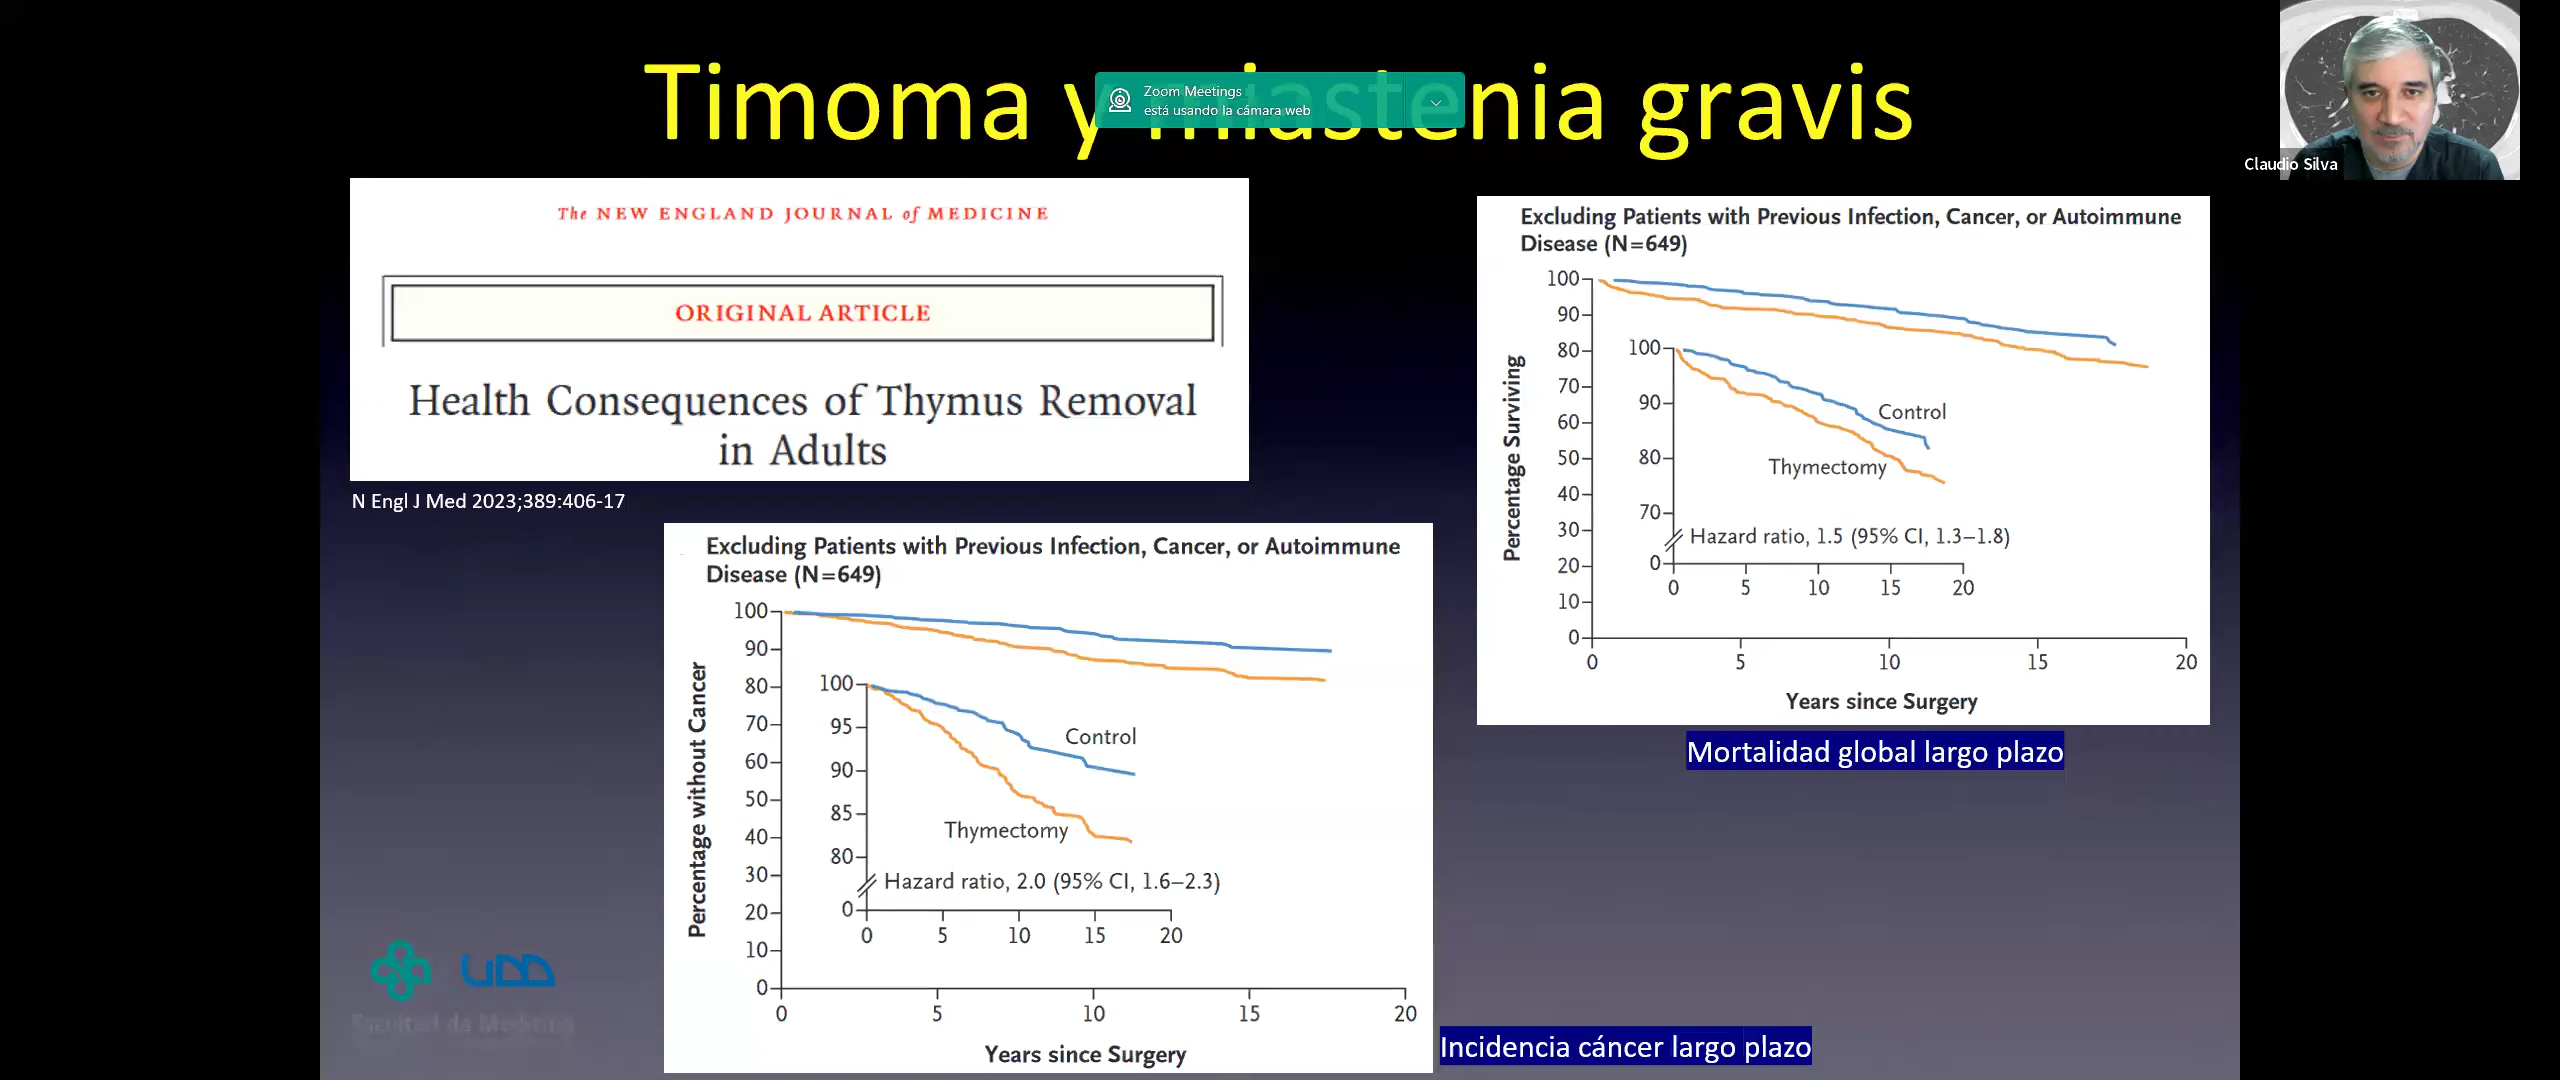 Timoma y miastenia gravis
Zoom Meetings
está usando la cámara web
Claudio Silva
The NEW ENGLAND JOURNAL of MEDICINE
ORIGINAL ARTICLE
Health Consequences of Thymus Removal
in Adults
N Engl J Med 2023;389:406-17
Excluding Patients with Previous Infection, Cancer, or Autoimmune
Disease (N=649)
Percentage Surviving
100
90
80
70
60
50
40
30
20
10
0
100
90
80
70
0
Control
Thymectomy
Hazard ratio, 1.5 (95% CI, 1.3–1.8)
0 5 10 15 20
0 5 10 15 20
Years since Surgery
Mortalidad global largo plazo
Excluding Patients with Previous Infection, Cancer, or Autoimmune
Disease (N=649)
Percentage without Cancer
100
90
80
70
60
50
40
30
20
10
0
100
95
90
85
80
0
Control
Thymectomy
Hazard ratio, 2.0 (95% CI, 1.6–2.3)
0 5 10 15 20
0 5 10 15 20
Years since Surgery
Incidencia cáncer largo plazo
UDD
Facultad de Medicina